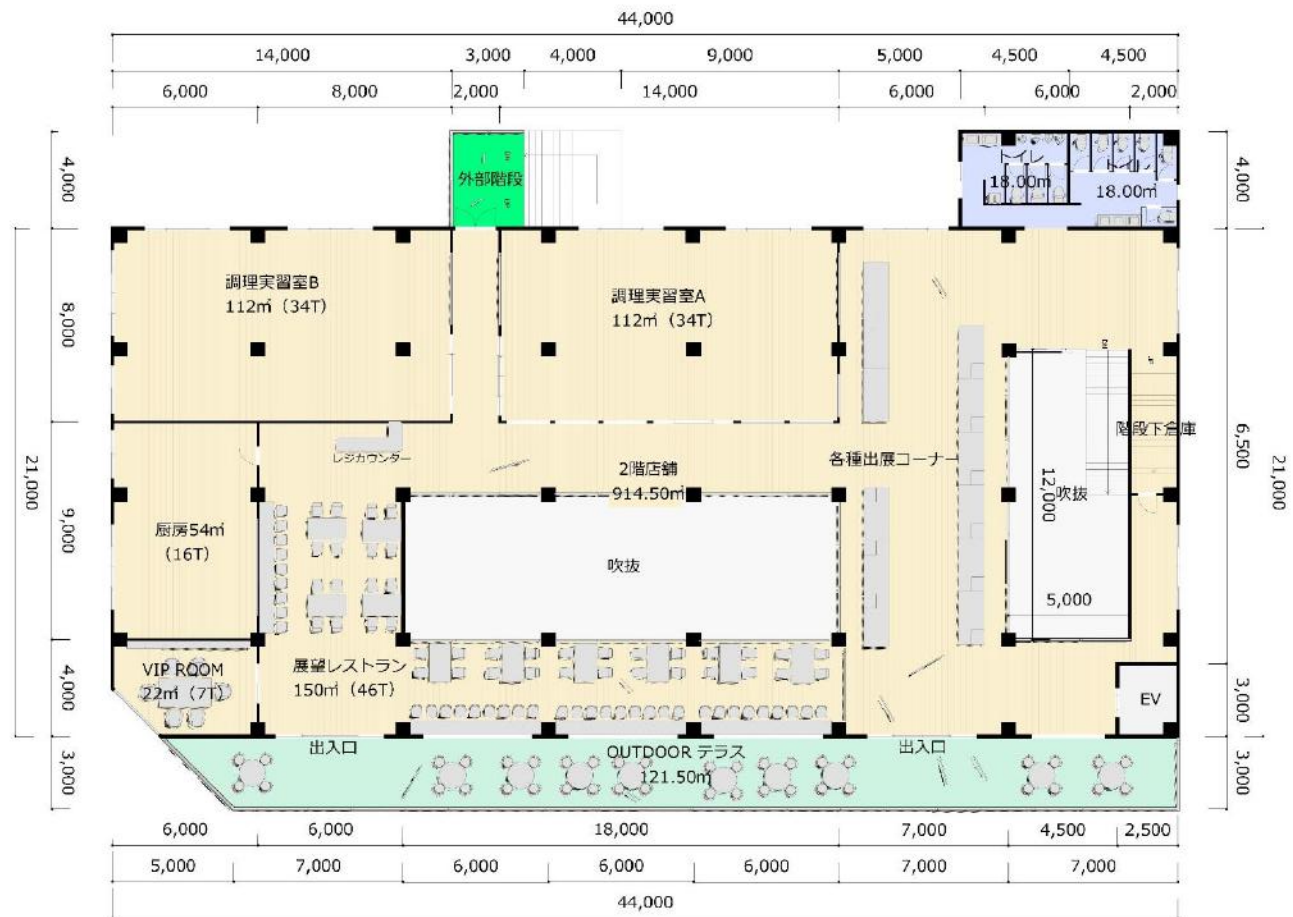 44,000
14,000 3,000 4,000 9,000 5,000 4,500 4,500
6,000 8,000 2,000 14,000 6,000 6,000 2,000
4,000
外部階段
トイレ
18.00㎡
トイレ
18.00㎡
4,000
調理実習室B
112㎡（34T）
調理実習室A
112㎡（34T）
8,000
21,000
レジカウンター
2階店舗
914.50㎡
各種出展コーナー
階段下倉庫
6,500
21,000
12,000
吹抜
厨房54㎡
（16T）
9,000
吹抜
5,000
VIP ROOM
22㎡（7T）
展望レストラン
150㎡（46T）
4,000
EV
3,000
出入口
OUTDOOR テラス
121.50㎡
出入口
3,000
3,000
6,000 6,000 18,000 7,000 4,500 2,500
5,000 7,000 6,000 6,000 6,000 7,000 7,000
44,000